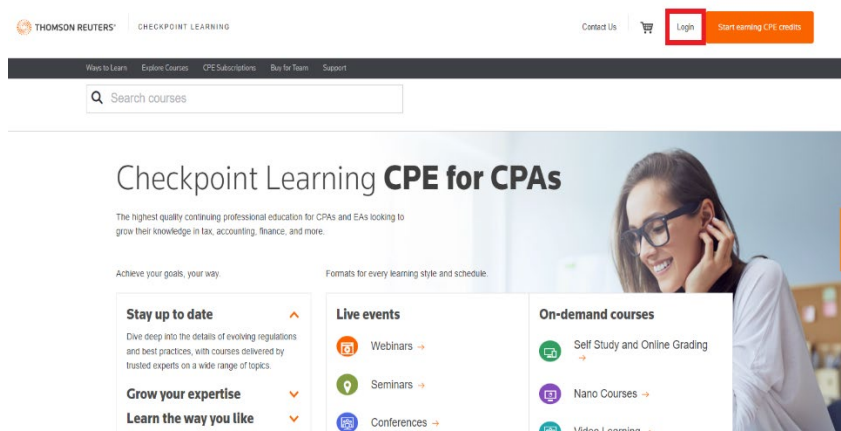 THOMSON REUTERS®
CHECKPOINT LEARNING
Contact Us
Login
Start earning CPE credits
Ways to Learn
Explore Courses
CPE Subscriptions
Buy for Team
Support
Search courses
Checkpoint Learning CPE for CPAs
The highest quality continuing professional education for CPAs and EAs looking to
grow their knowledge in tax, accounting, finance, and more.
Achieve your goals, your way.
Formats for every learning style and schedule.
Stay up to date
Dive deep into the details of evolving regulations
and best practices, with courses delivered by
trusted experts on a wide range of topics.
Grow your expertise
Learn the way you like
Live events
Webinars →
Seminars →
Conferences →
On-demand courses
Self Study and Online Grading
→
Nano Courses →
Video Learning →